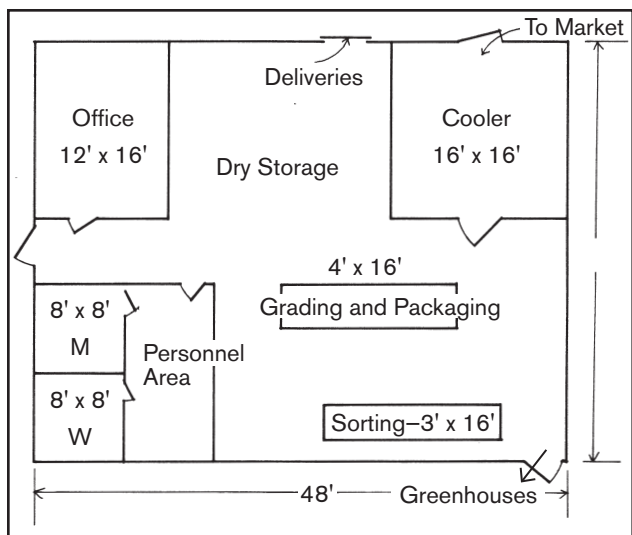 To Market
Deliveries
Office
12' x 16'
Dry Storage
Cooler
16' x 16'
4' x 16'
Grading and Packaging
8' x 8'
M
Personnel
Area
8' x 8'
W
Sorting–3' x 16'
48'
Greenhouses